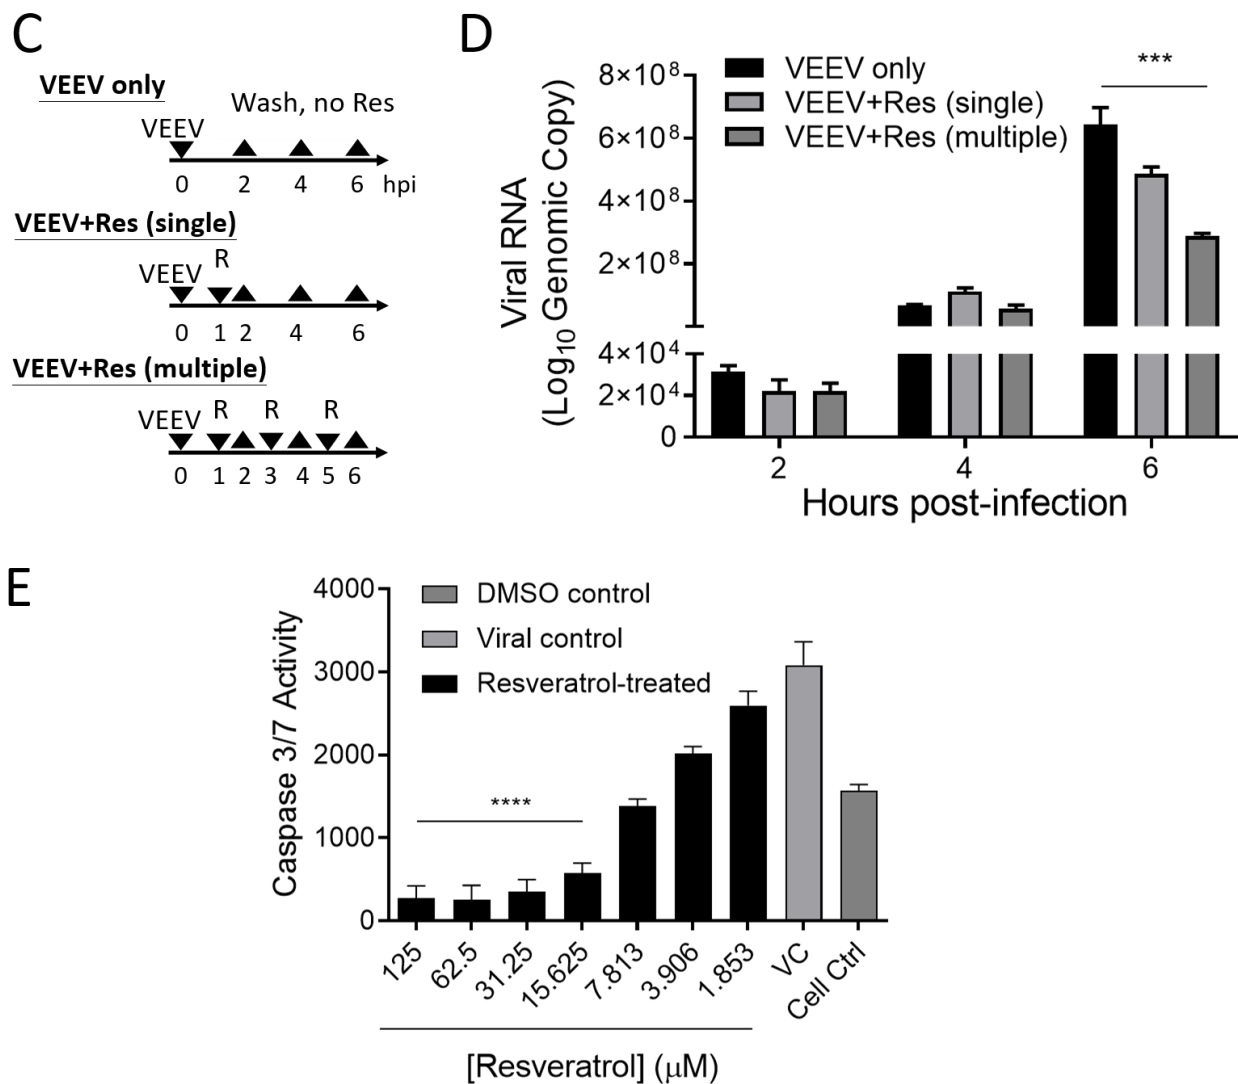 C
VEEV only
Wash, no Res
VEEV
0 2 4 6 hpi
VEEV+Res (single)
R
VEEV
0 1 2 4 6
VEEV+Res (multiple)
R R R
VEEV
0 1 2 3 4 5 6
D
Viral RNA
(Log10 Genomic Copy)
8×10⁸
6×10⁸
4×10⁸
2×10⁸
4×10⁴
2×10⁴
0
VEEV only
VEEV+Res (single)
VEEV+Res (multiple)
***
2 4 6
Hours post-infection
E
Caspase 3/7 Activity
4000
3000
2000
1000
0
DMSO control
Viral control
Resveratrol-treated
****
125 62.5 31.25 15.625 7.813 3.906 1.853 VC Cell Ctrl
[Resveratrol] (μM)